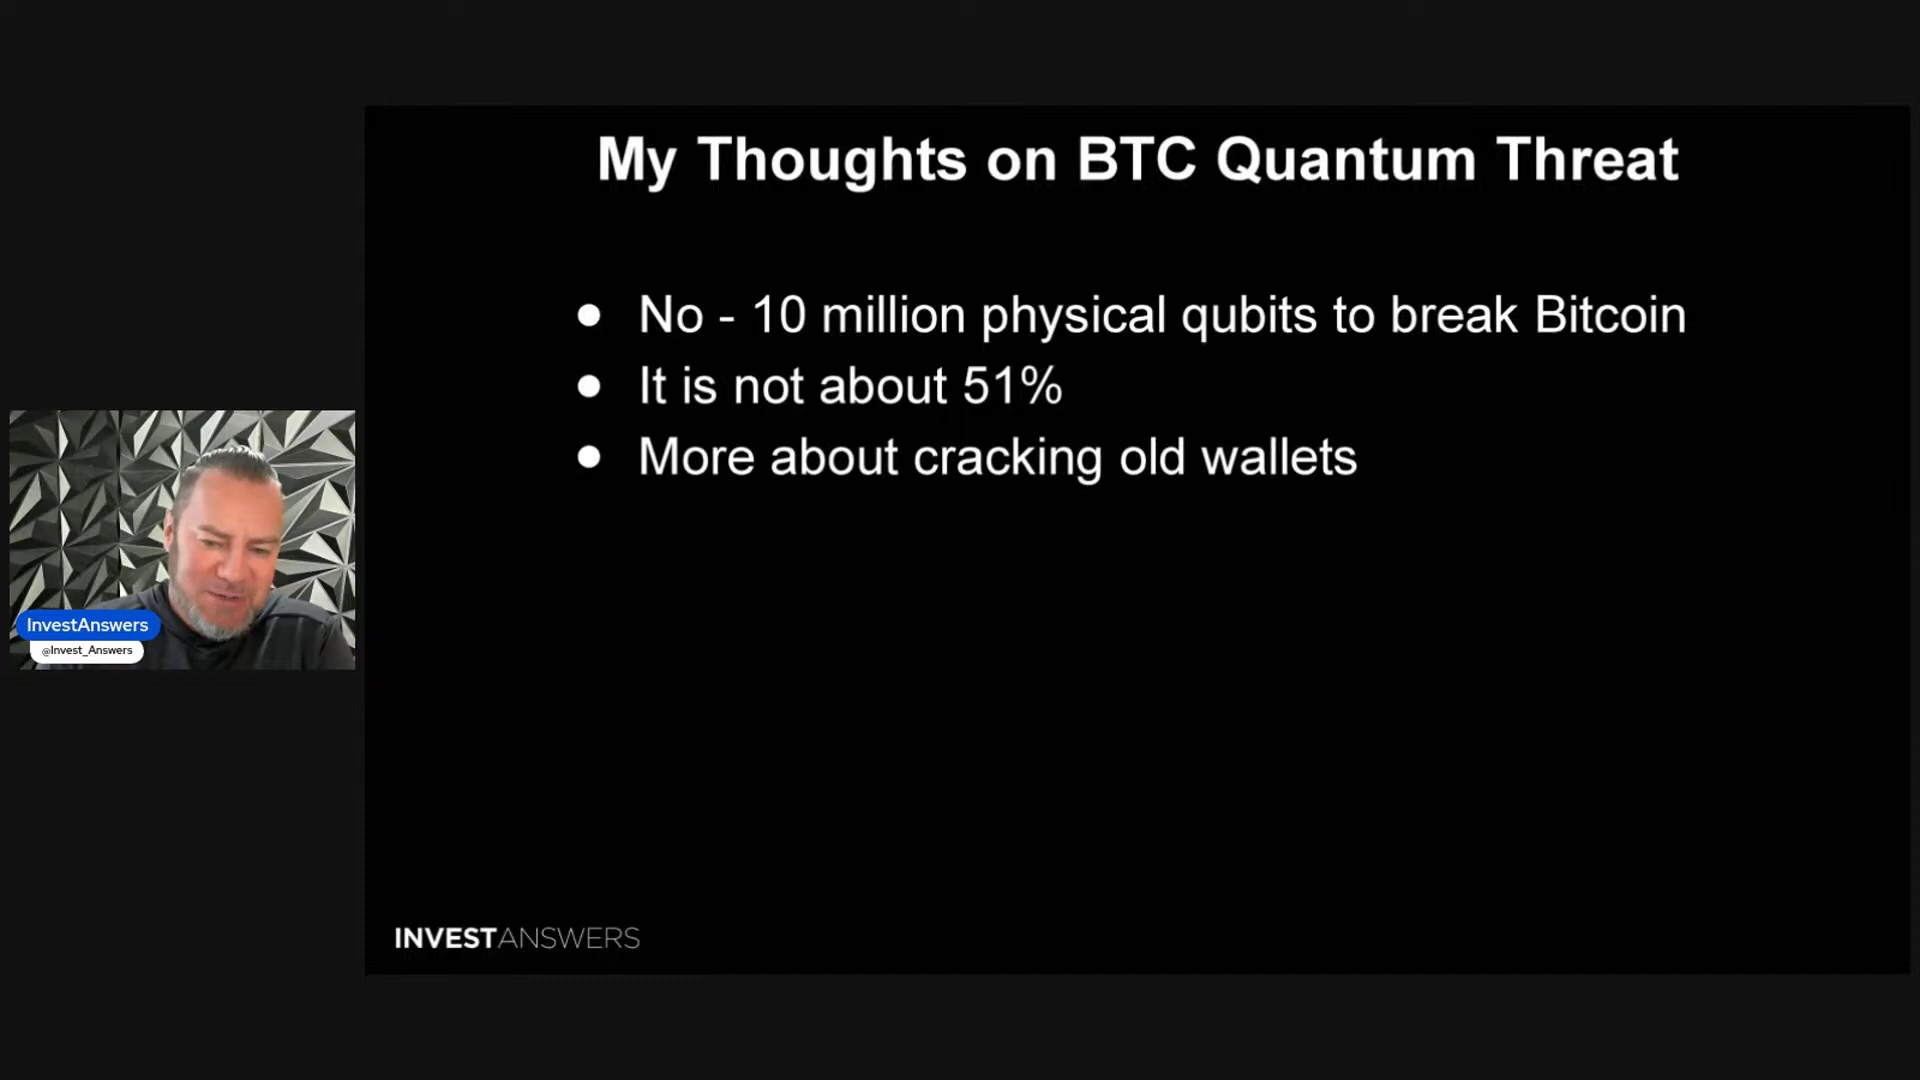 My Thoughts on BTC Quantum Threat
● No - 10 million physical qubits to break Bitcoin
● It is not about 51%
● More about cracking old wallets
InvestAnswers
@Invest_Answers
INVESTANSWERS